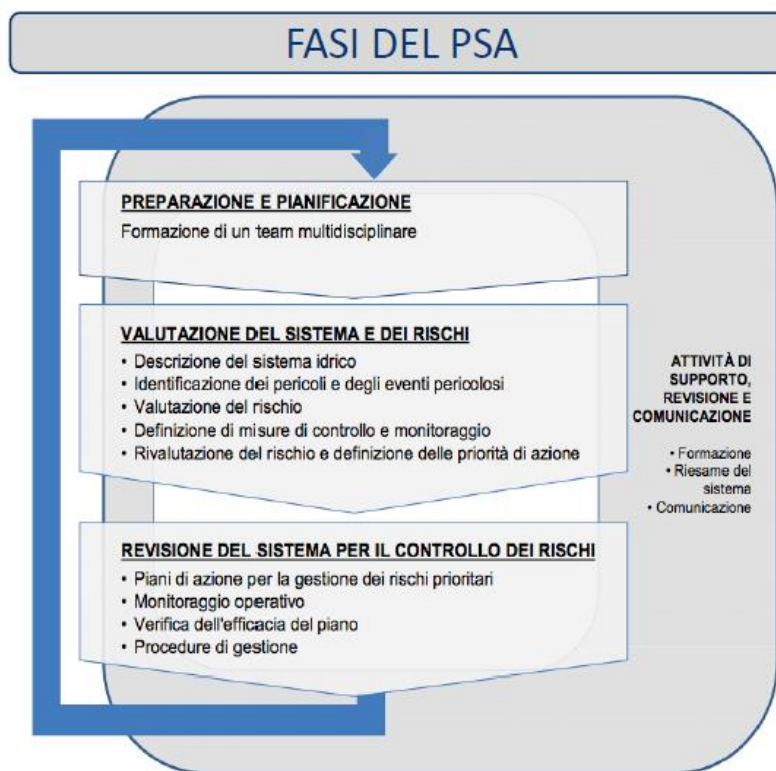 FASI DEL PSA
PREPARAZIONE E PIANIFICAZIONE
Formazione di un team multidisciplinare
VALUTAZIONE DEL SISTEMA E DEI RISCHI
• Descrizione del sistema idrico
• Identificazione dei pericoli e degli eventi pericolosi
• Valutazione del rischio
• Definizione di misure di controllo e monitoraggio
• Rivalutazione del rischio e definizione delle priorità di azione
REVISIONE DEL SISTEMA PER IL CONTROLLO DEI RISCHI
• Piani di azione per la gestione dei rischi prioritari
• Monitoraggio operativo
• Verifica dell'efficacia del piano
• Procedure di gestione
ATTIVITÀ DI
SUPPORTO,
REVISIONE E
COMUNICAZIONE
• Formazione
• Riesame del
sistema
• Comunicazione